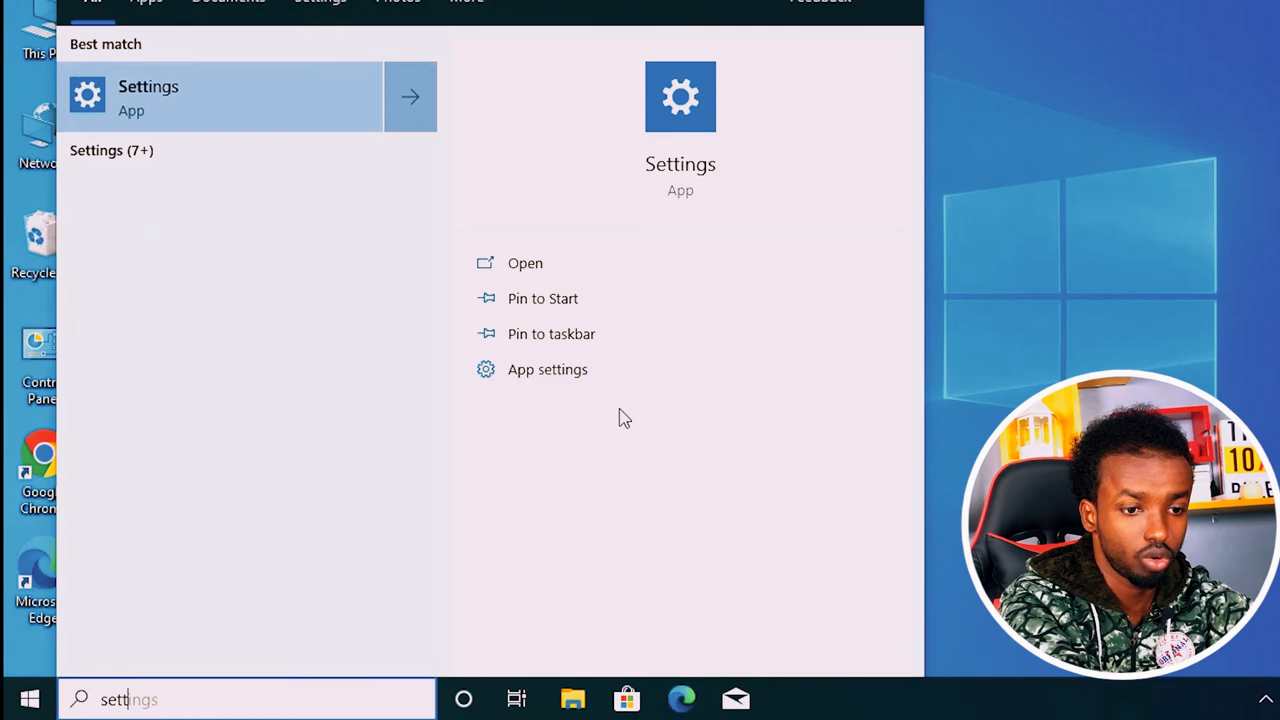 All Apps Documents Settings Photos More
Feedback
Best match
Settings
App
Settings (7+)
Settings
App
Open
Pin to Start
Pin to taskbar
App settings
This P
Netwo
Recycle
Contr
Pane
Goog
Chron
Micros
Edge
settings
ORIGINAL